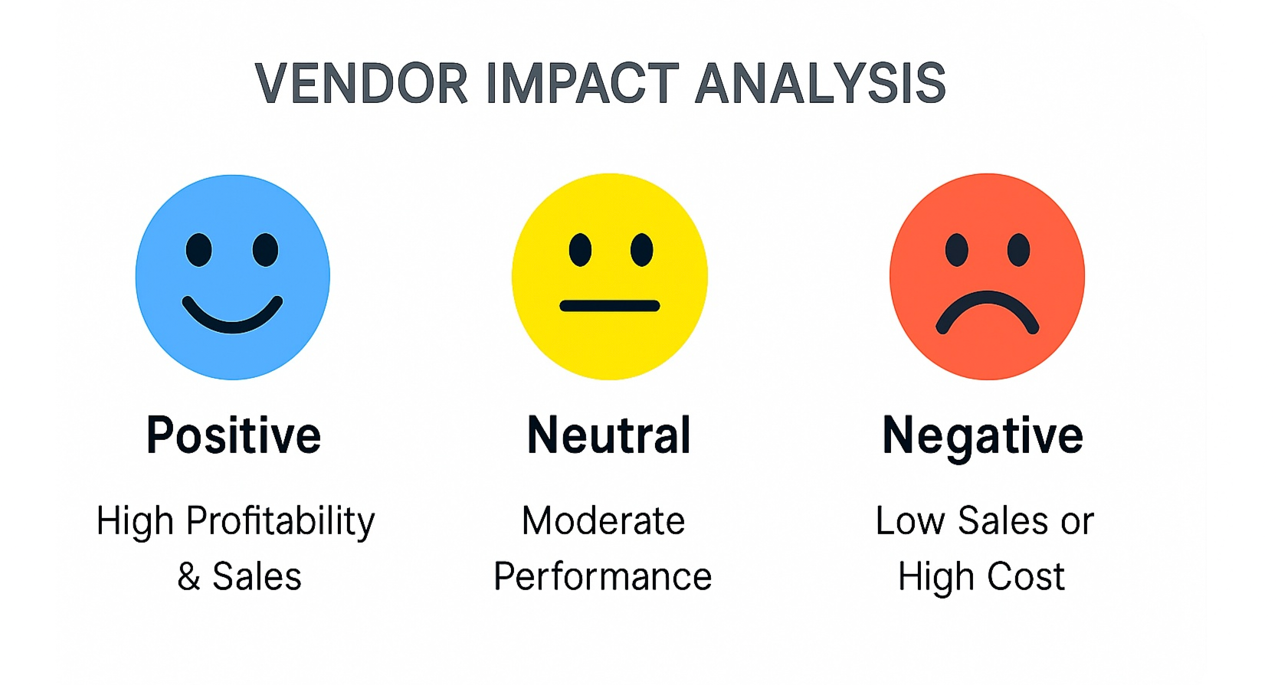 VENDOR IMPACT ANALYSIS
Positive
Neutral
Negative
High Profitability
& Sales
Moderate
Performance
Low Sales or
High Cost